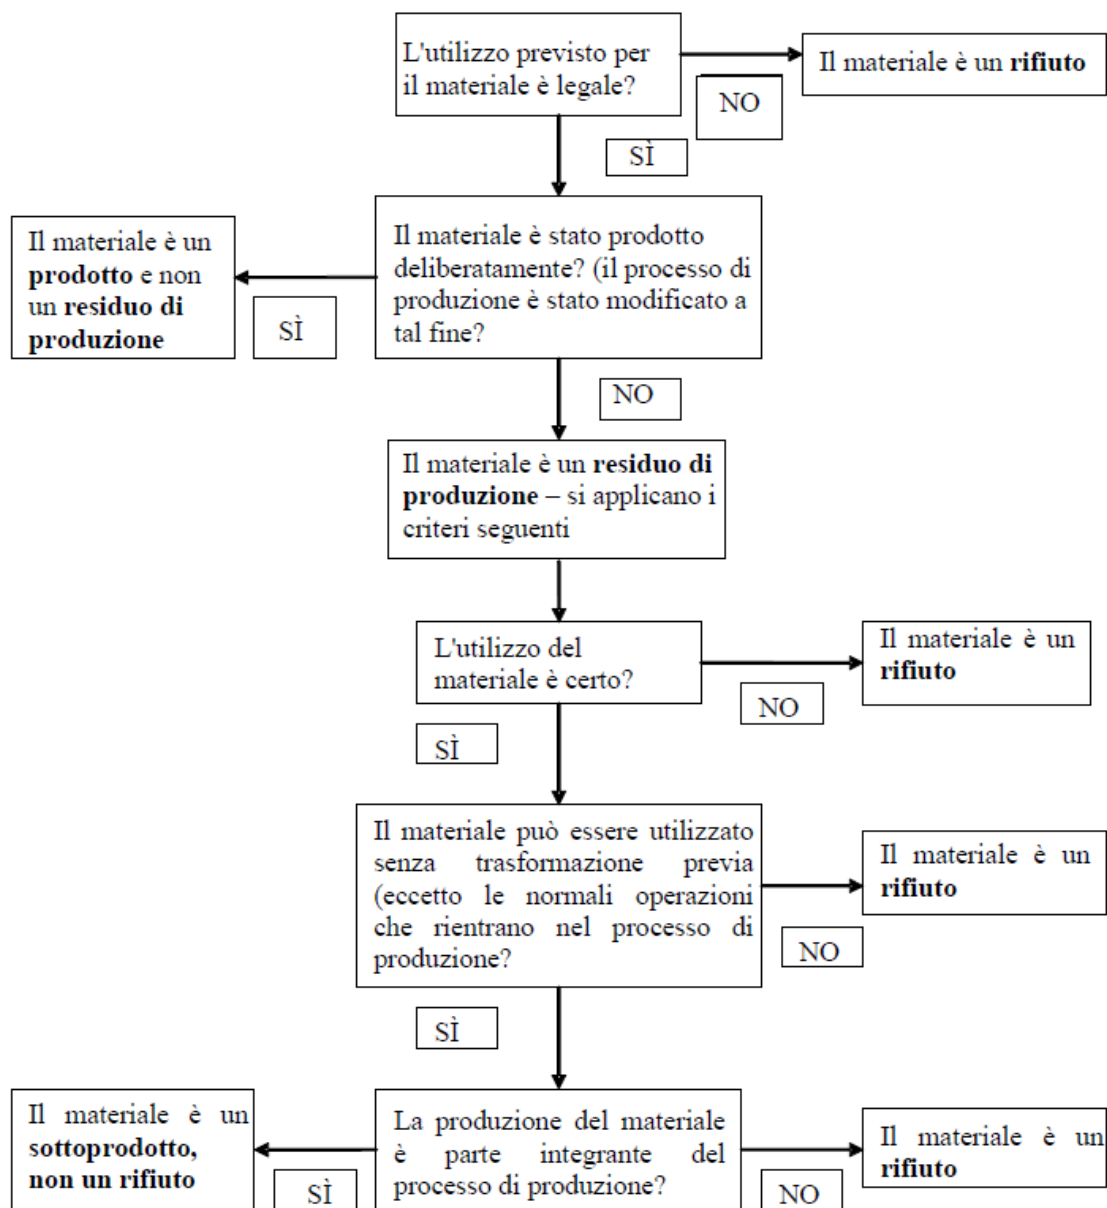 L'utilizzo previsto per
il materiale è legale?
Il materiale è un rifiuto
NO
SÌ
Il materiale è un
prodotto e non
un residuo di
produzione
Il materiale è stato prodotto
deliberatamente? (il processo di
produzione è stato modificato a
tal fine?
SÌ
NO
Il materiale è un residuo di
produzione – si applicano i
criteri seguenti
L'utilizzo del
materiale è certo?
Il materiale è un
rifiuto
NO
SÌ
Il materiale può essere utilizzato
senza trasformazione previa
(eccetto le normali operazioni
che rientrano nel processo di
produzione?
Il materiale è un
rifiuto
NO
SÌ
Il materiale è un
sottoprodotto,
non un rifiuto
La produzione del materiale
è parte integrante del
processo di produzione?
Il materiale è un
rifiuto
SÌ
NO